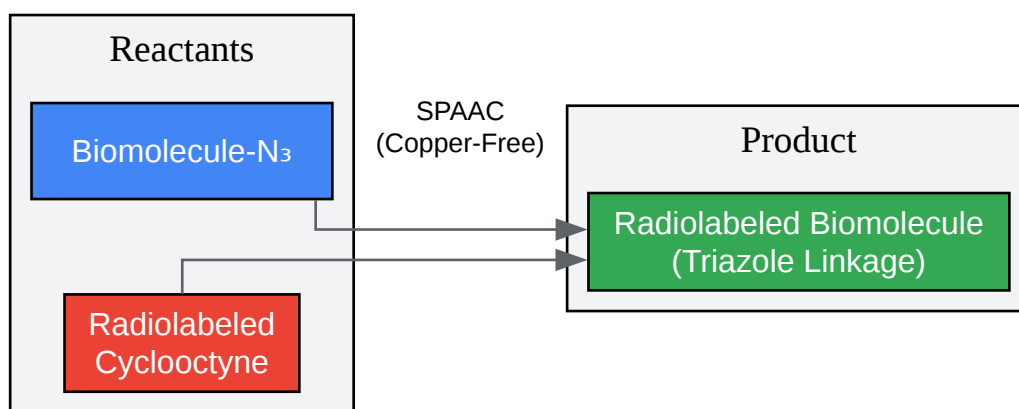 Reactants
Biomolecule-N₃
Radiolabeled
Cyclooctyne
SPAAC
(Copper-Free)
Product
Radiolabeled Biomolecule
(Triazole Linkage)